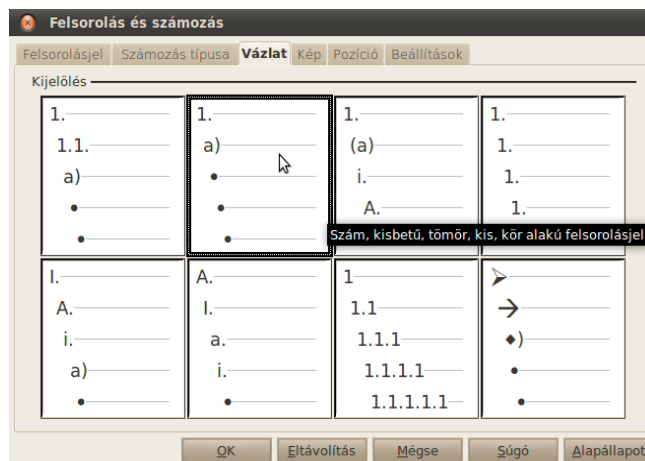 Felsorolás és számozás
Felsorolásjel Számozás típusa Vázlat Kép Pozíció Beállítások
Kijelölés
1.
1.1.
a)
•
•
1.
a)
•
•
•
1.
(a)
i.
A.
1.
1.
1.
1.
Szám, kisbetű, tömör, kis, kör alakú felsorolásjel
I.
A.
i.
a)
•
A.
I.
a.
i.
•
1
1.1
1.1.1
1.1.1.1
1.1.1.1.1
➢
→
◆)
•
•
OK Eltávolítás Mégse Súgó Alapállapot